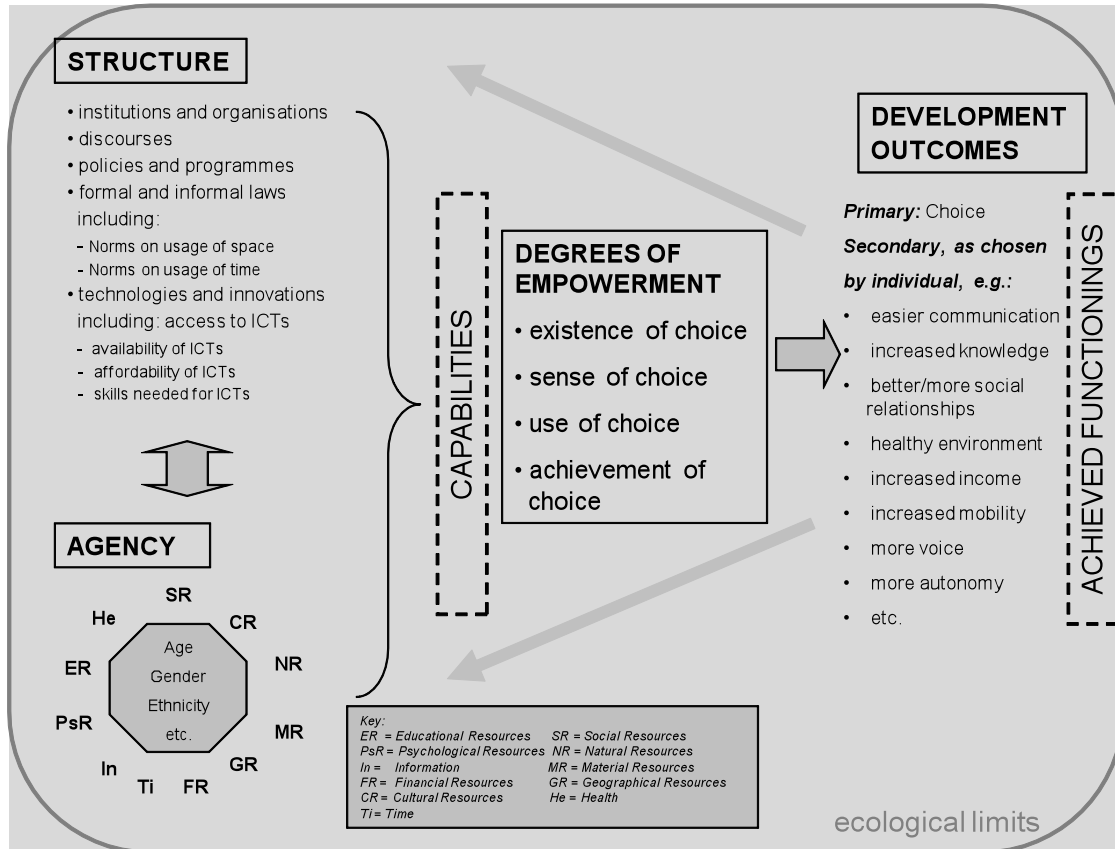 STRUCTURE
• institutions and organisations
• discourses
• policies and programmes
• formal and informal laws
including:
- Norms on usage of space
- Norms on usage of time
• technologies and innovations
including: access to ICTs
- availability of ICTs
- affordability of ICTs
- skills needed for ICTs
AGENCY
SR
He
CR
ER
NR
PsR
MR
In
GR
Ti
FR
Age
Gender
Ethnicity
etc.
CAPABILITIES
DEGREES OF
EMPOWERMENT
• existence of choice
• sense of choice
• use of choice
• achievement of
choice
DEVELOPMENT
OUTCOMES
Primary: Choice
Secondary, as chosen
by individual, e.g.:
• easier communication
• increased knowledge
• better/more social
relationships
• healthy environment
• increased income
• increased mobility
• more voice
• more autonomy
• etc.
ACHIEVED FUNCTIONINGS
Key:
ER = Educational Resources SR = Social Resources
PsR = Psychological Resources NR = Natural Resources
In = Information MR = Material Resources
FR = Financial Resources GR = Geographical Resources
CR = Cultural Resources He = Health
Ti = Time
ecological limits